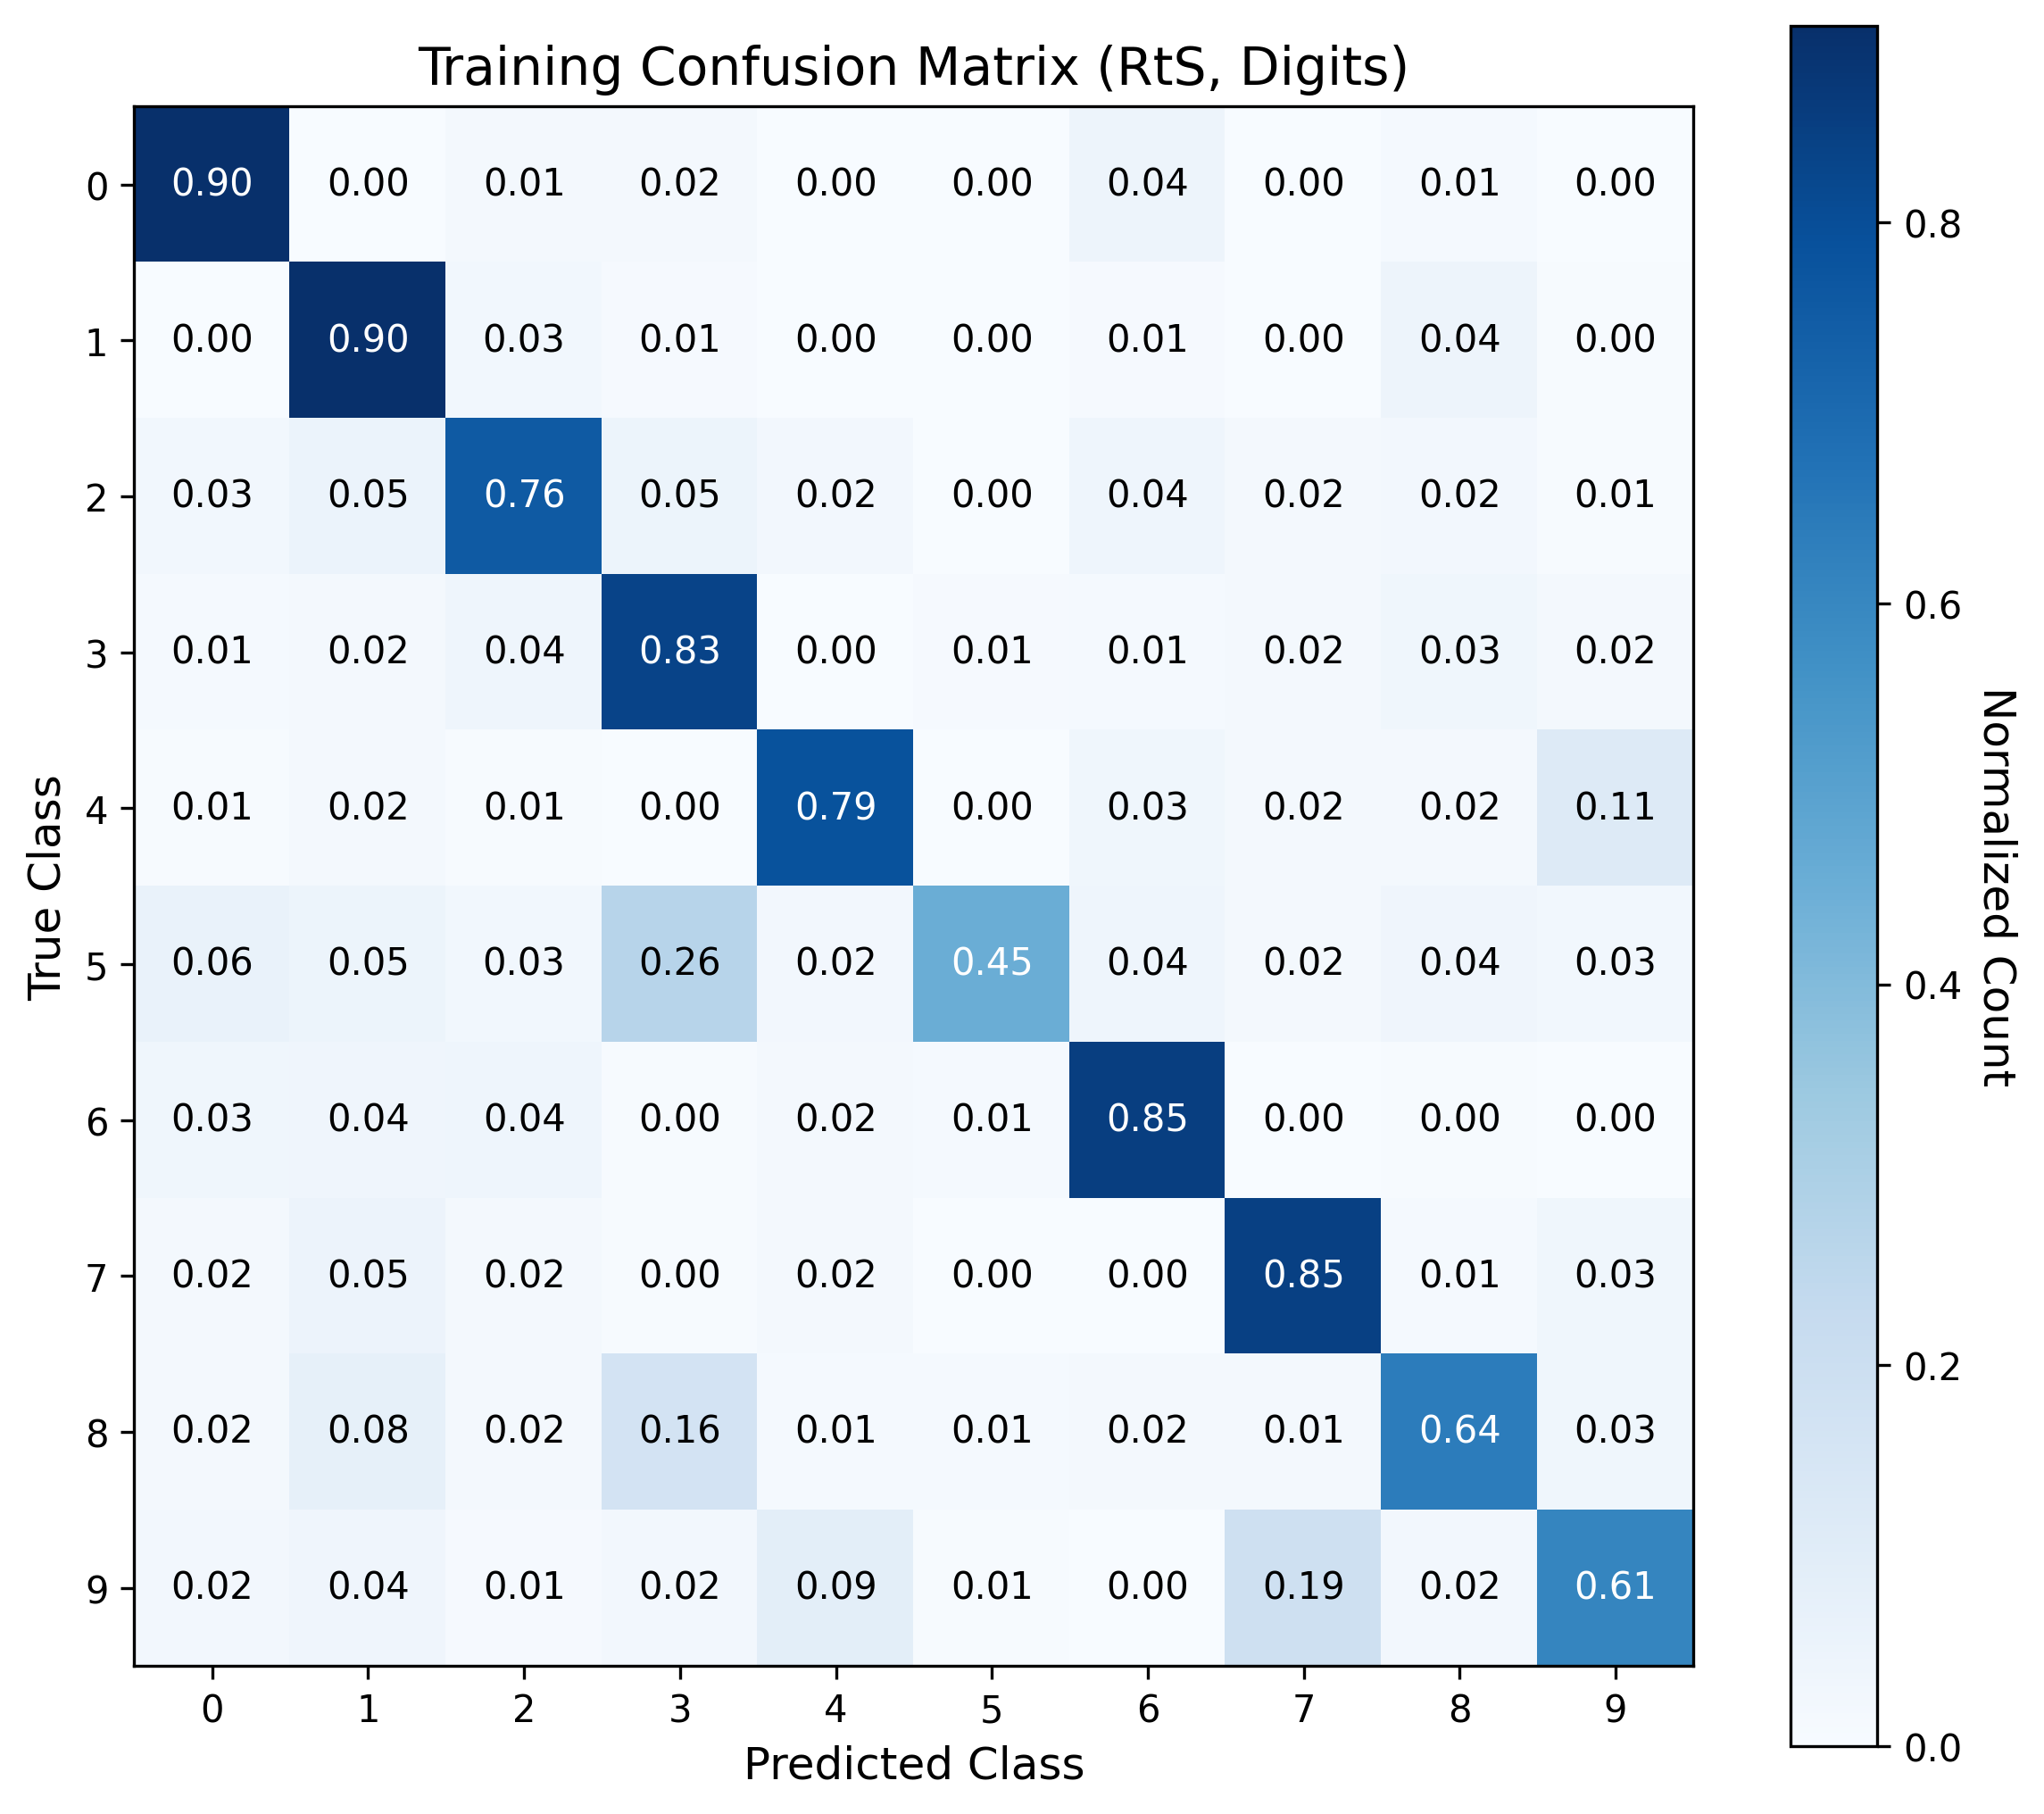 Training Confusion Matrix (RtS, Digits)
0 0.90 0.00 0.01 0.02 0.00 0.00 0.04 0.00 0.01 0.00
1 0.00 0.90 0.03 0.01 0.00 0.00 0.01 0.00 0.04 0.00
2 0.03 0.05 0.76 0.05 0.02 0.00 0.04 0.02 0.02 0.01
3 0.01 0.02 0.04 0.83 0.00 0.01 0.01 0.02 0.03 0.02
4 0.01 0.02 0.01 0.00 0.79 0.00 0.03 0.02 0.02 0.11
5 0.06 0.05 0.03 0.26 0.02 0.45 0.04 0.02 0.04 0.03
6 0.03 0.04 0.04 0.00 0.02 0.01 0.85 0.00 0.00 0.00
7 0.02 0.05 0.02 0.00 0.02 0.00 0.00 0.85 0.01 0.03
8 0.02 0.08 0.02 0.16 0.01 0.01 0.02 0.01 0.64 0.03
9 0.02 0.04 0.01 0.02 0.09 0.01 0.00 0.19 0.02 0.61
0 1 2 3 4 5 6 7 8 9
Predicted Class
True Class
0.8
0.6
0.4
0.2
0.0
Normalized Count